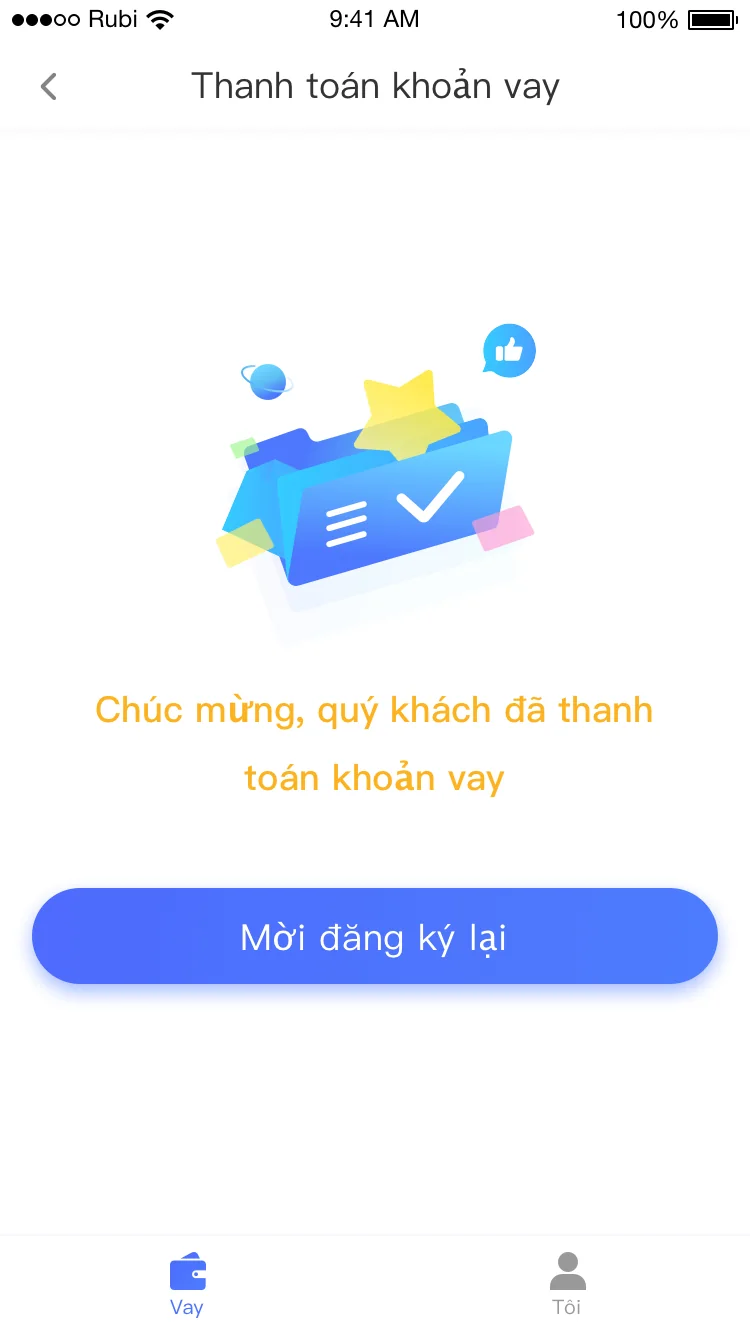 Rubi 9:41 AM 100%
Thanh toán khoản vay
Chúc mừng, quý khách đã thanh
toán khoản vay
Mời đăng ký lại
Vay Tôi